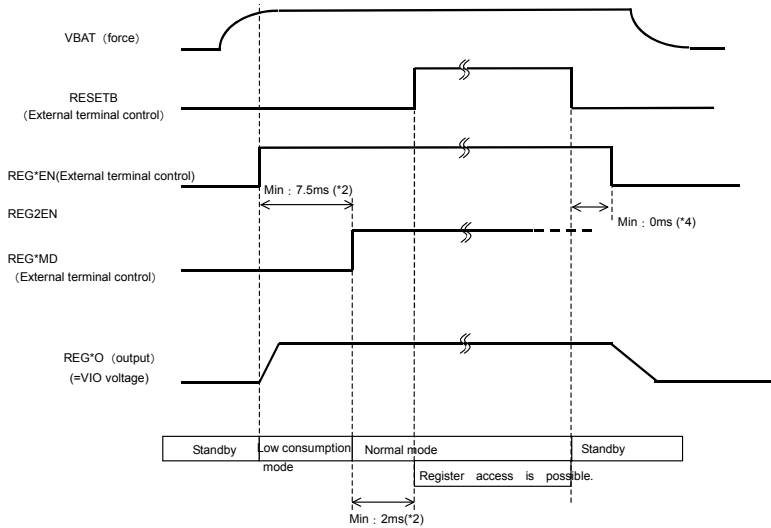 VBAT（force）
RESETB
（External terminal control）
REG*EN(External terminal control)
Min : 7.5ms (*2)
REG2EN
Min : 0ms (*4)
REG*MD
（External terminal control）
REG*O（output）
(=VIO voltage)
Standby
Low consumption
mode
Normal mode
Standby
Register access is possible.
Min : 2ms(*2)